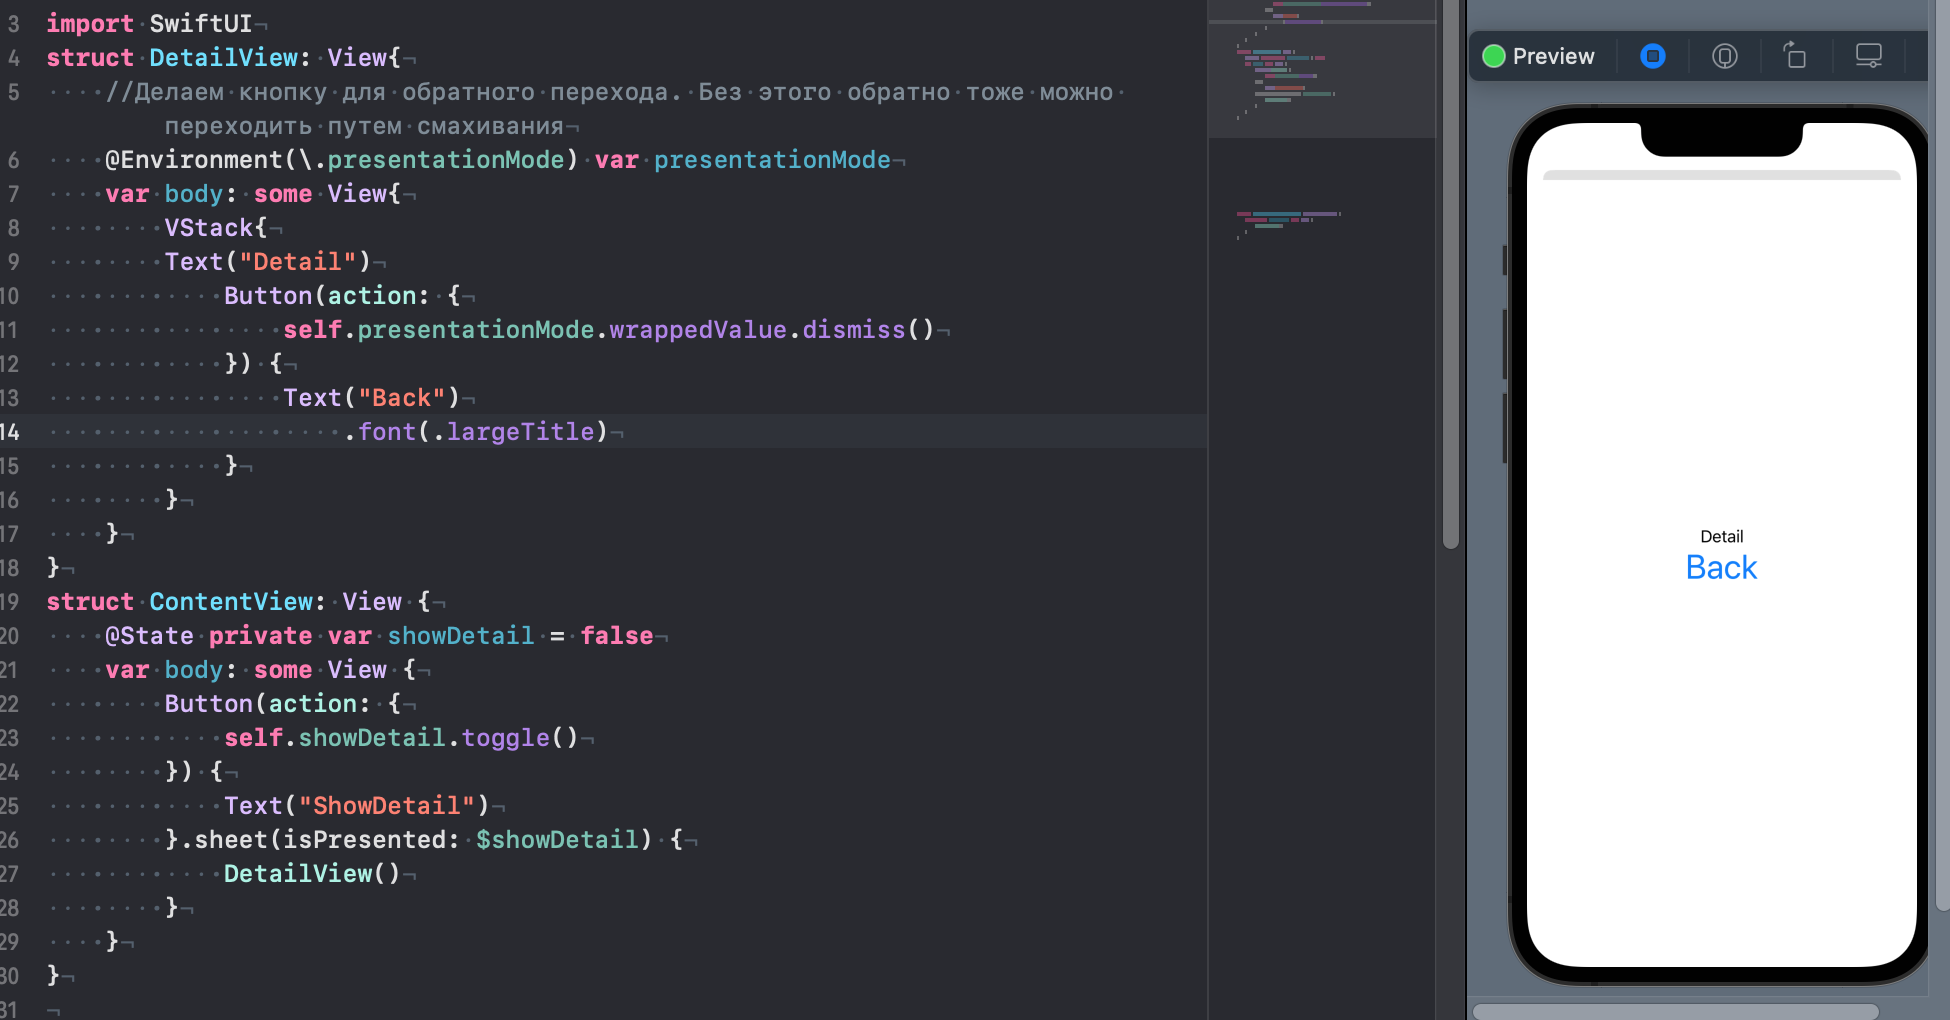 3 import SwiftUI
4 struct DetailView: View{
5 //Делаем кнопку для обратного перехода. Без этого обратно тоже можно
переходить путем смахивания
6 @Environment(\.presentationMode) var presentationMode
7 var body: some View{
8 VStack{
9 Text("Detail")
10 Button(action: {
11 self.presentationMode.wrappedValue.dismiss()
12 }) {
13 Text("Back")
14 .font(.largeTitle)
15 }
16 }
17 }
18 }
19 struct ContentView: View {
20 @State private var showDetail = false
21 var body: some View {
22 Button(action: {
23 self.showDetail.toggle()
24 }) {
25 Text("ShowDetail")
26 }.sheet(isPresented: $showDetail) {
27 DetailView()
28 }
29 }
30 }
31
Preview
Detail
Back